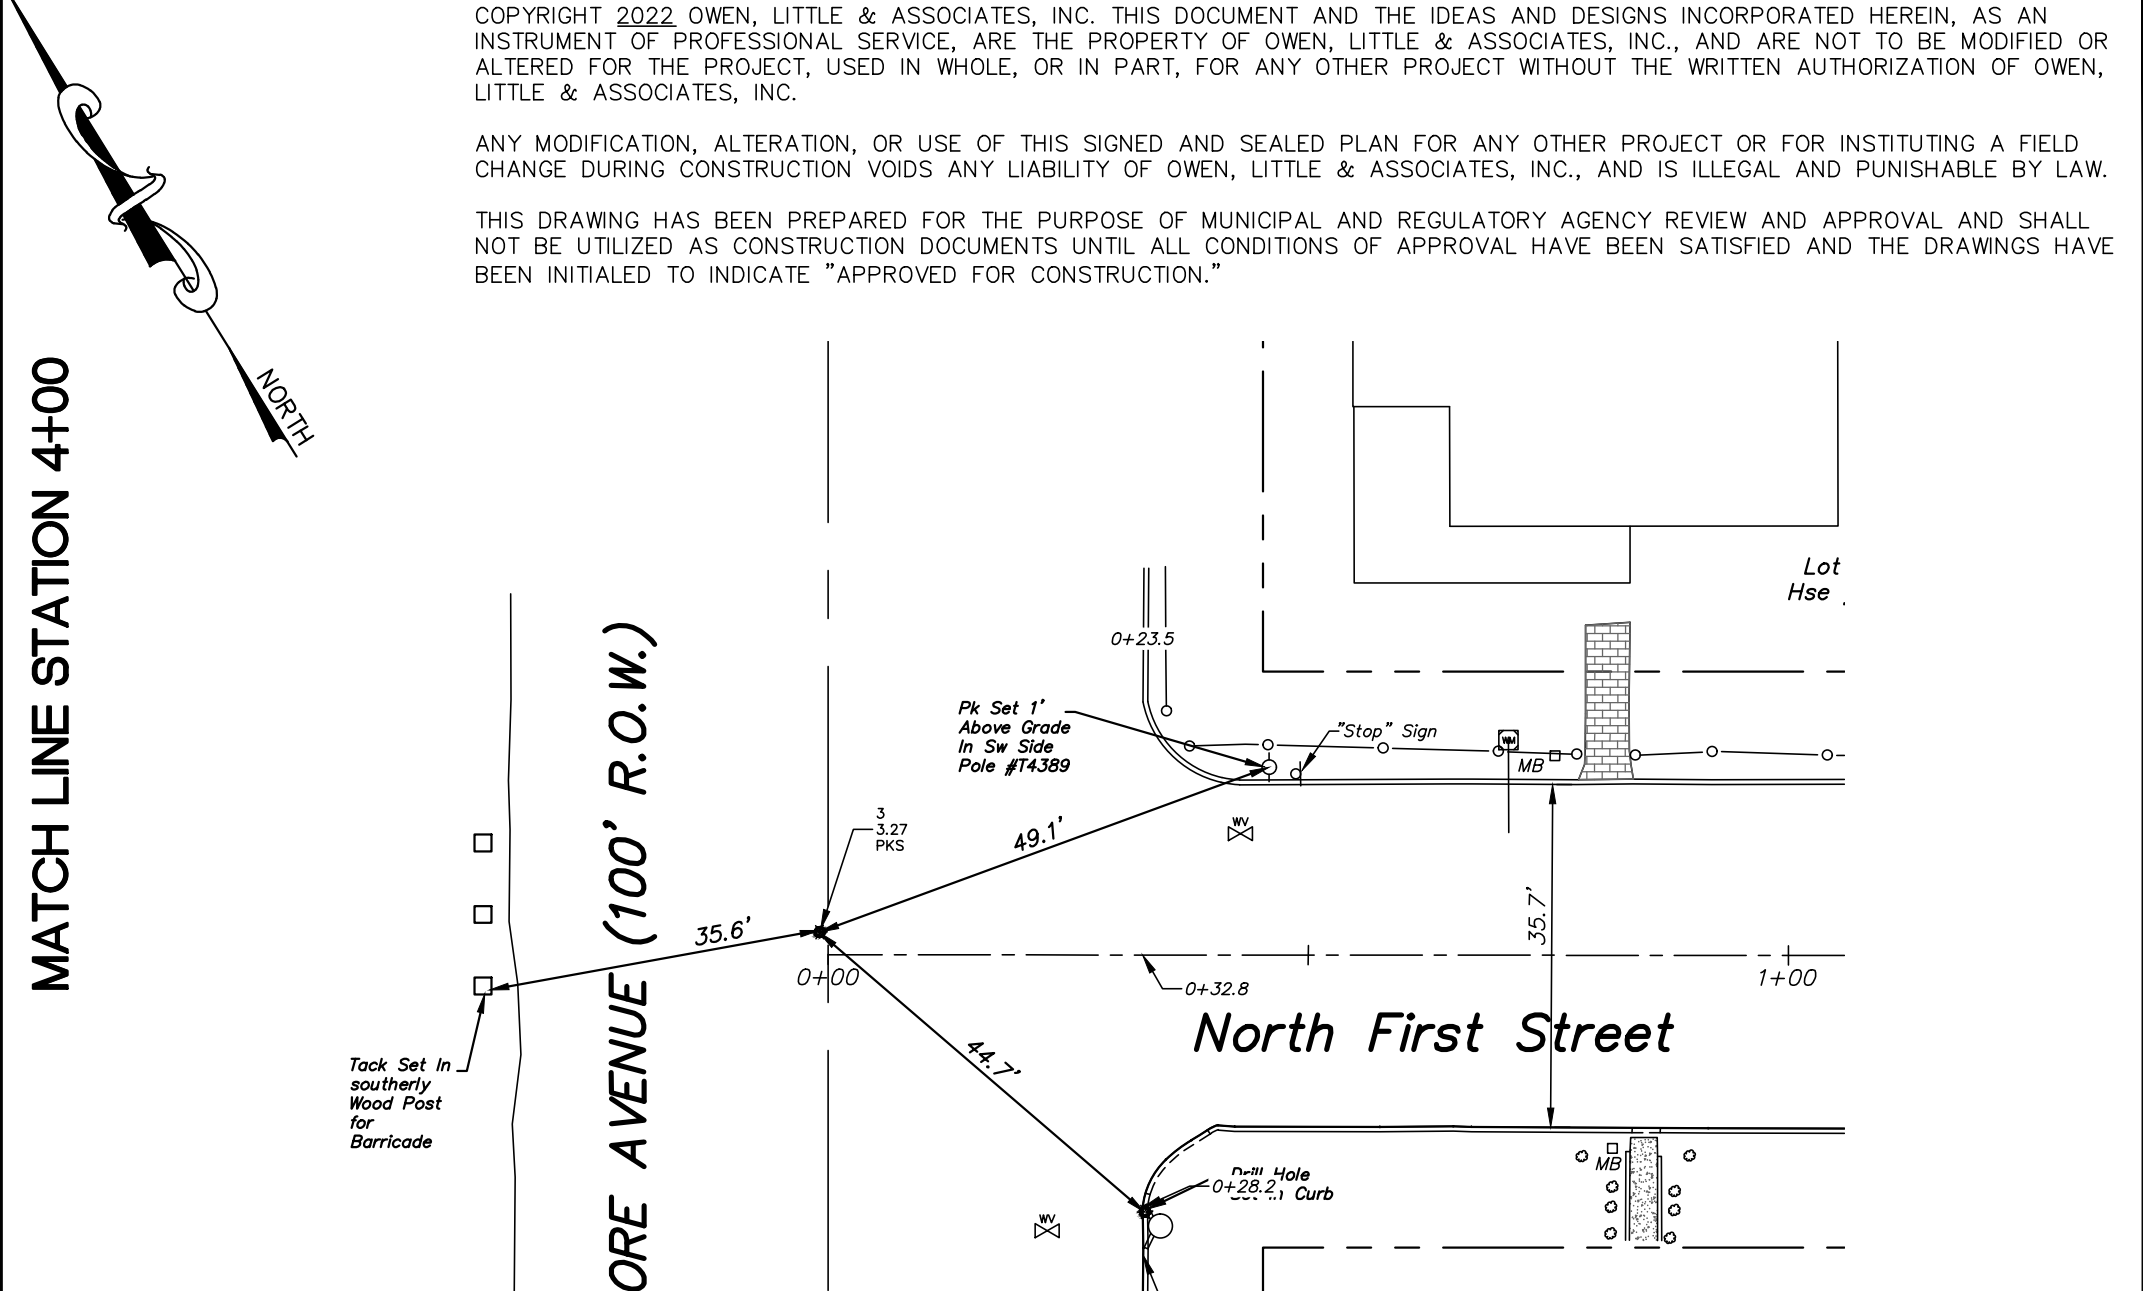 COPYRIGHT 2022 OWEN, LITTLE & ASSOCIATES, INC. THIS DOCUMENT AND THE IDEAS AND DESIGNS INCORPORATED HEREIN, AS AN
INSTRUMENT OF PROFESSIONAL SERVICE, ARE THE PROPERTY OF OWEN, LITTLE & ASSOCIATES, INC., AND ARE NOT TO BE MODIFIED OR
ALTERED FOR THE PROJECT, USED IN WHOLE, OR IN PART, FOR ANY OTHER PROJECT WITHOUT THE WRITTEN AUTHORIZATION OF OWEN,
LITTLE & ASSOCIATES, INC.
ANY MODIFICATION, ALTERATION, OR USE OF THIS SIGNED AND SEALED PLAN FOR ANY OTHER PROJECT OR FOR INSTITUTING A FIELD
CHANGE DURING CONSTRUCTION VOIDS ANY LIABILITY OF OWEN, LITTLE & ASSOCIATES, INC., AND IS ILLEGAL AND PUNISHABLE BY LAW.
THIS DRAWING HAS BEEN PREPARED FOR THE PURPOSE OF MUNICIPAL AND REGULATORY AGENCY REVIEW AND APPROVAL AND SHALL
NOT BE UTILIZED AS CONSTRUCTION DOCUMENTS UNTIL ALL CONDITIONS OF APPROVAL HAVE BEEN SATISFIED AND THE DRAWINGS HAVE
BEEN INITIALED TO INDICATE "APPROVED FOR CONSTRUCTION."
NORTH
MATCH LINE STATION 4+00
Lot
Hse
0+23.5
Pk Set 1'
Above Grade
In Sw Side
Pole #T4389
"Stop" Sign
WM
MB
ORE AVENUE (100' R.O.W.)
3
3.27
PKS
49.1'
WV
35.6'
35.7'
0+00
0+32.8
1+00
North First Street
44.7'
Tack Set In
southerly
Wood Post
for
Barricade
Drill Hole
0+28.2
Curb
MB
WV